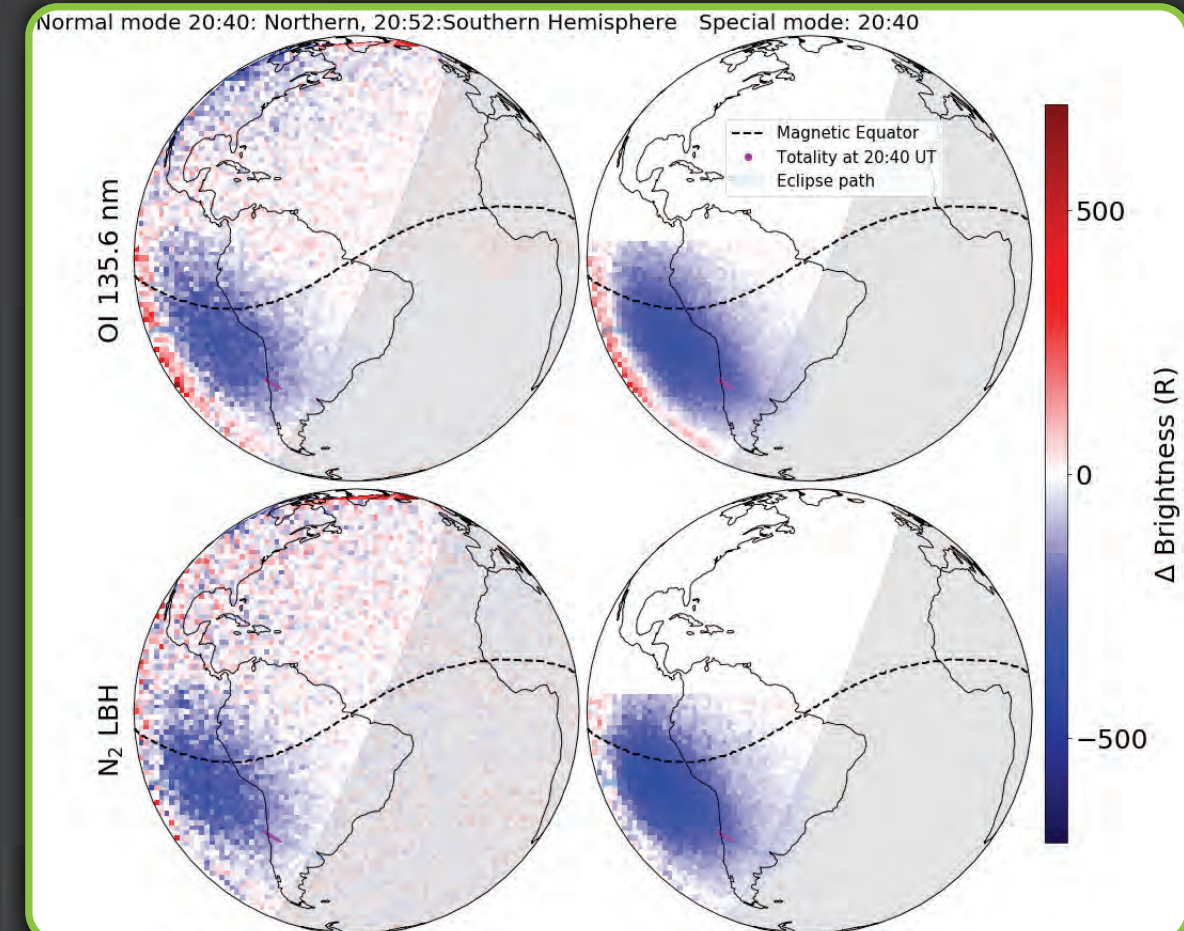 Normal mode 20:40: Northern, 20:52:Southern Hemisphere   Special mode: 20:40
OI 135.6 nm
Magnetic Equator
Totality at 20:40 UT
Eclipse path
N₂ LBH
500
0
−500
Δ Brightness (R)